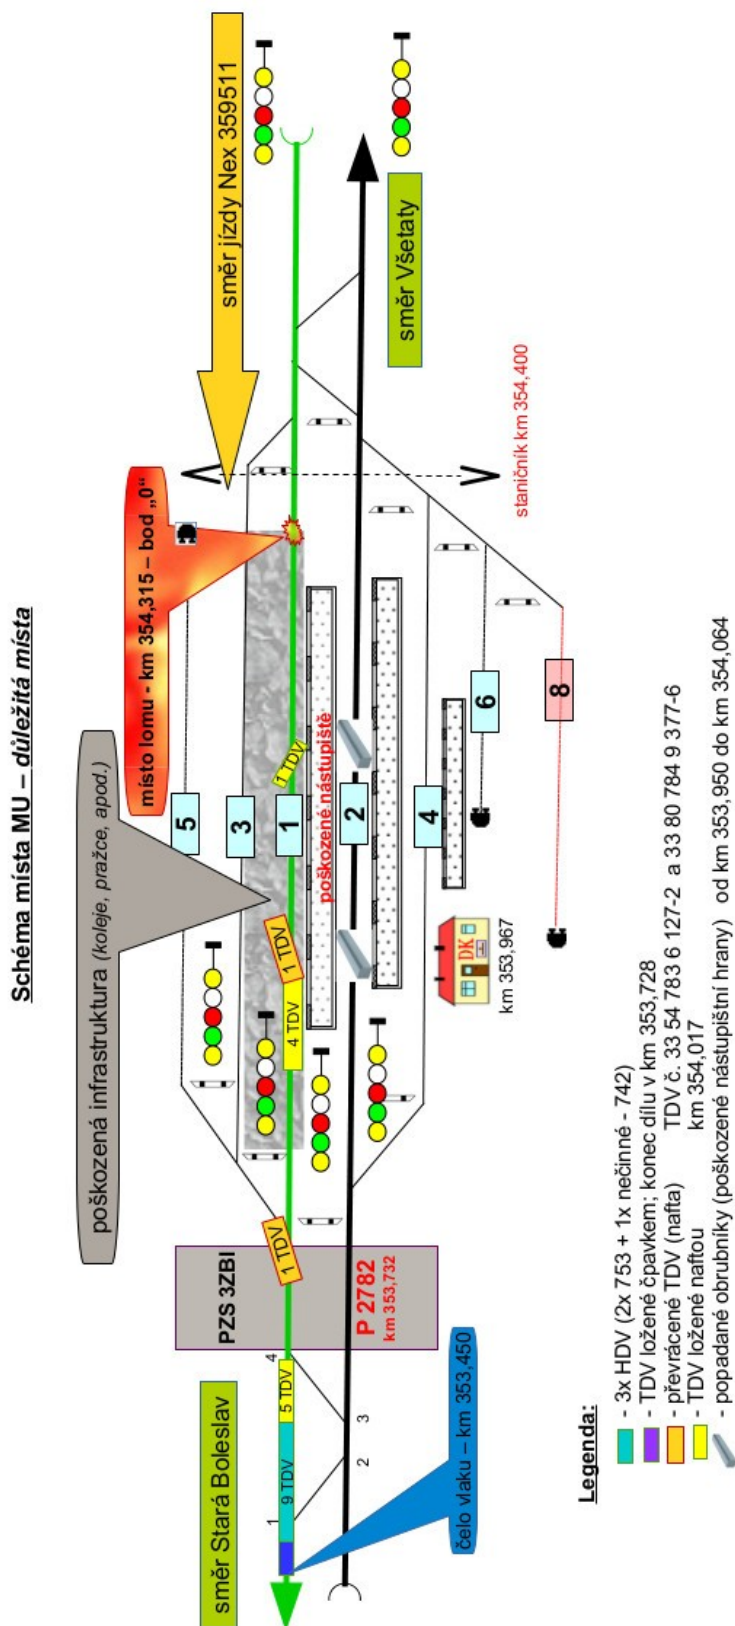 Schéma místa MU – důležitá místa
směr jízdy Nex 359511
místo lomu - km 354,315 – bod „0“
poškozená infrastruktura (koleje, pražce, apod.)
směr Stará Boleslav
směr Všetaty
staničník km 354,400
5
3
1
2
4
6
8
1 TDV
poškozené nástupiště
1 TDV
4 TDV
1 TDV
PZS 3ZBI
P 2782
km 353,732
5 TDV
9 TDV
1
2
3
4
DK
km 353,967
čelo vlaku – km 353,450
Legenda:
- 3x HDV (2x 753 + 1x nečinné - 742)
- TDV ložené čpavkem; konec dílu v km 353,728
- převrácené TDV (nafta) TDV č. 33 54 783 6 127-2 a 33 80 784 9 377-6
- TDV ložené naftou km 354,017
- popadané obrubníky (poškozené nástupištní hrany) od km 353,950 do km 354,064